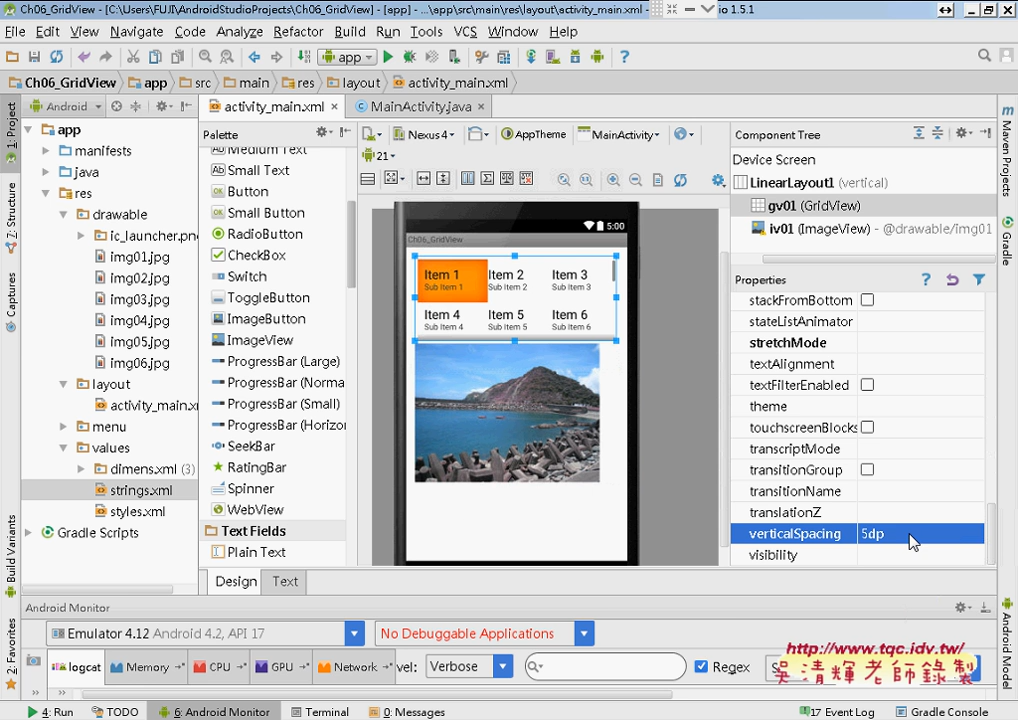 Ch06_GridView - [C:\Users\FUJI\AndroidStudioProjects\Ch06_GridView] - [app] - ...\app\src\main\res\layout\activity_main.xml - io 1.5.1
File Edit View Navigate Code Analyze Refactor Build Run Tools VCS Window Help
app
Ch06_GridView app src main res layout activity_main.xml
Android
activity_main.xml
MainActivity.java
1: Project
7: Structure
Captures
Build Variants
2: Favorites
app
manifests
java
res
drawable
ic_launcher.pn
img01.jpg
img02.jpg
img03.jpg
img04.jpg
img05.jpg
img06.jpg
layout
activity_main.x
menu
values
dimens.xml (3)
strings.xml
styles.xml
Gradle Scripts
Palette
Medium Text
Small Text
Button
Small Button
RadioButton
CheckBox
Switch
ToggleButton
ImageButton
ImageView
ProgressBar (Large)
ProgressBar (Norma
ProgressBar (Small)
ProgressBar (Horizo
SeekBar
RatingBar
Spinner
WebView
Text Fields
Plain Text
Nexus 4
AppTheme
MainActivity
21
5:00
Ch06_GridView
Item 1 Item 2 Item 3
Sub Item 1 Sub Item 2 Sub Item 3
Item 4 Item 5 Item 6
Sub Item 4 Sub Item 5 Sub Item 6
Design Text
Component Tree
Device Screen
LinearLayout1 (vertical)
gv01 (GridView)
iv01 (ImageView) - @drawable/img01
Properties
stackFromBottom
stateListAnimator
stretchMode
textAlignment
textFilterEnabled
theme
touchscreenBlocks
transcriptMode
transitionGroup
transitionName
translationZ
verticalSpacing 5dp
visibility
Maven Projects
Gradle
Android Model
Android Monitor
Emulator 4.12 Android 4.2, API 17
No Debuggable Applications
logcat Memory CPU GPU Network vel: Verbose Regex
http://www.tqc.idv.tw/
吳清輝老師錄製
4: Run TODO 6: Android Monitor Terminal 0: Messages 17 Event Log Gradle Console